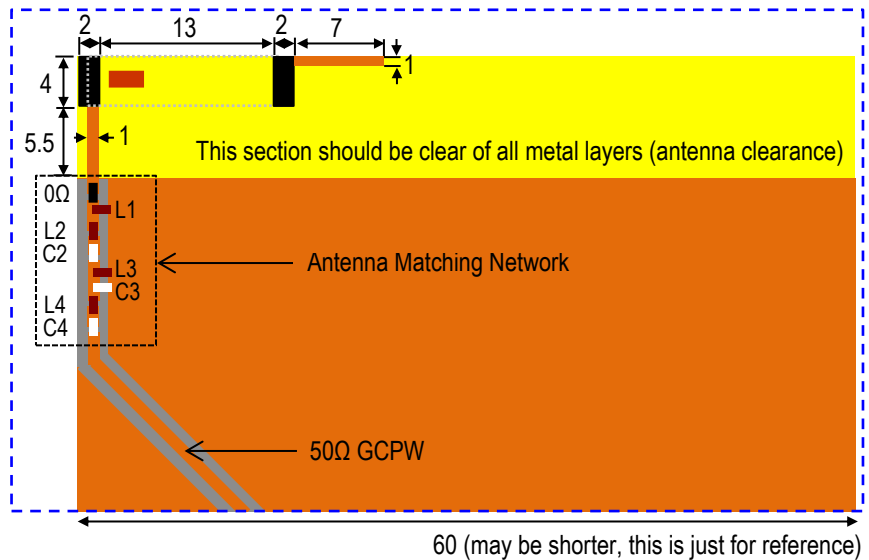 2
13
2
7
4
1
5.5
1
This section should be clear of all metal layers (antenna clearance)
0Ω
L1
L2
C2
Antenna Matching Network
L3
C3
L4
C4
50Ω GCPW
60 (may be shorter, this is just for reference)